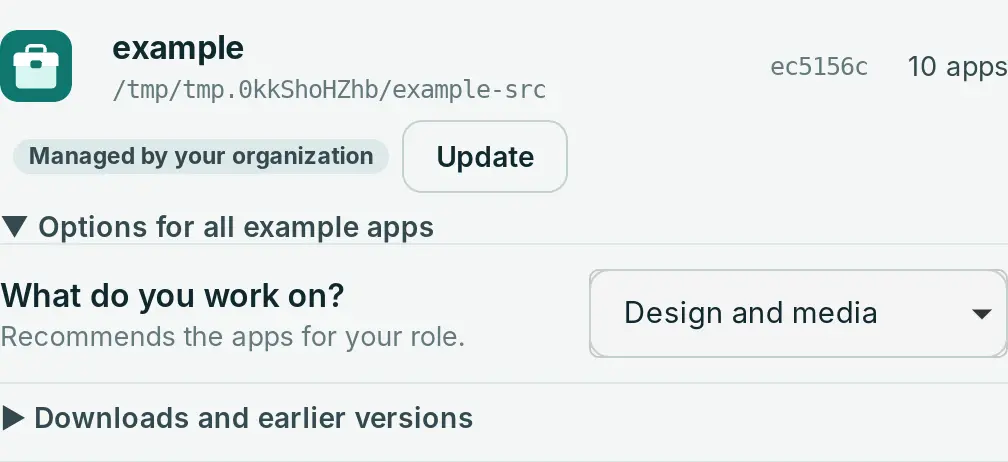 example
/tmp/tmp.0kkShoHZhb/example-src
ec5156c 10 apps
Managed by your organization
Update
Options for all example apps
What do you work on?
Recommends the apps for your role.
Design and media
Downloads and earlier versions